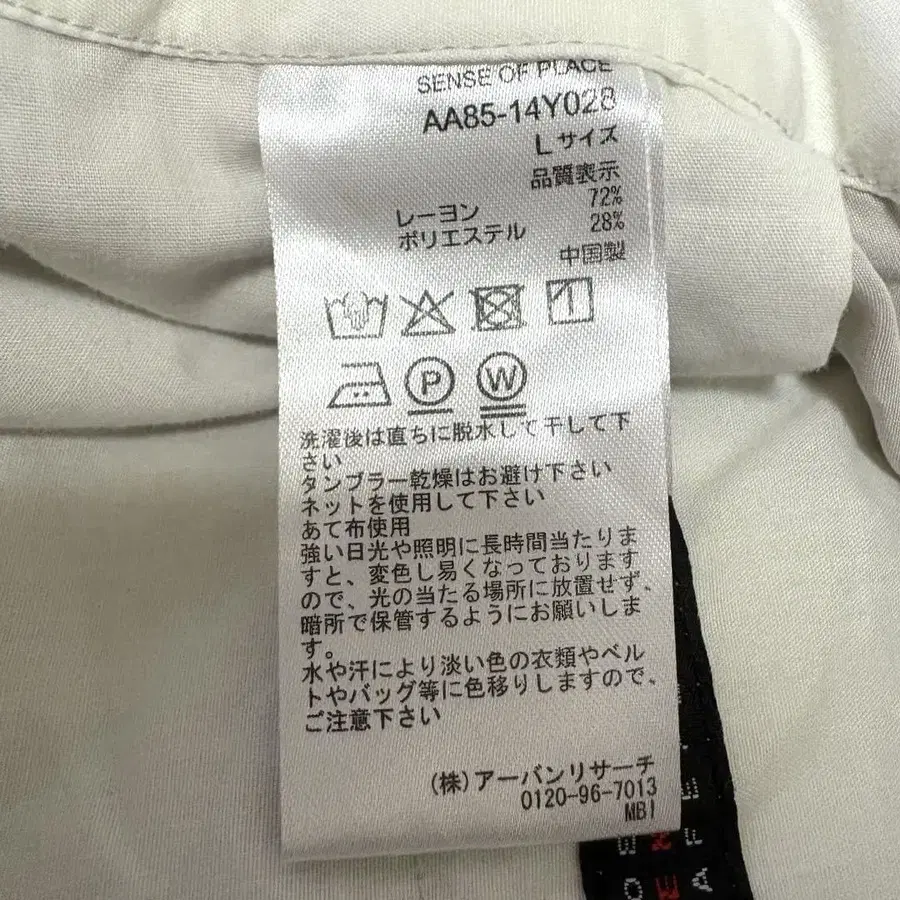 SENSE OF PLACE
AA85-14Y028
Lサイズ
品質表示
レーヨン 72%
ポリエステル 28%
中国製
P W
洗濯後は直ちに脱水して干して下
さい
タンブラー乾燥はお避け下さい
ネットを使用して下さい
あて布使用
強い日光や照明に長時間当たりま
すと、変色し易くなっております
ので、光の当たる場所に放置せず、
暗所で保管するようにお願いしま
す。
水や汗により淡い色の衣類やベル
トやバッグ等に色移りしますので、
ご注意下さい
(株)アーバンリサーチ
0120-96-7013
MBI